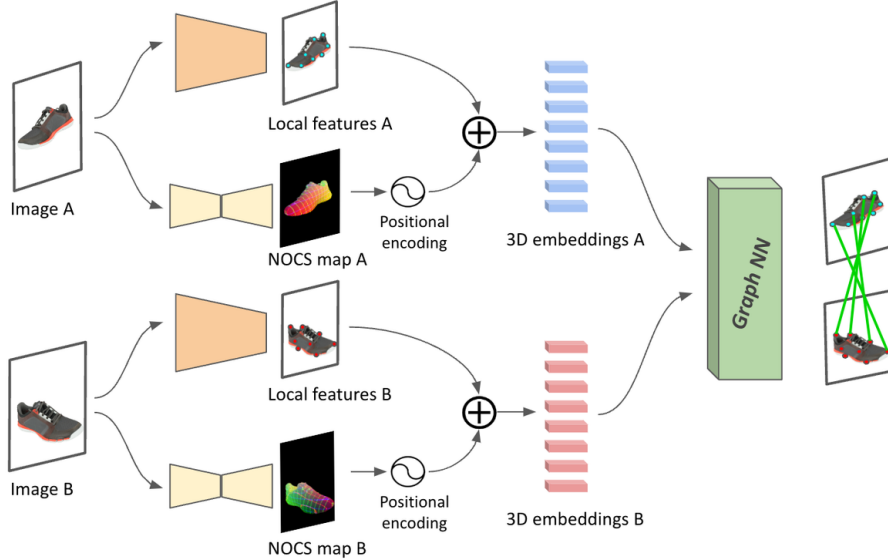 Local features A
Image A
NOCS map A
Positional
encoding
3D embeddings A
Graph NN
Local features B
Image B
NOCS map B
Positional
encoding
3D embeddings B